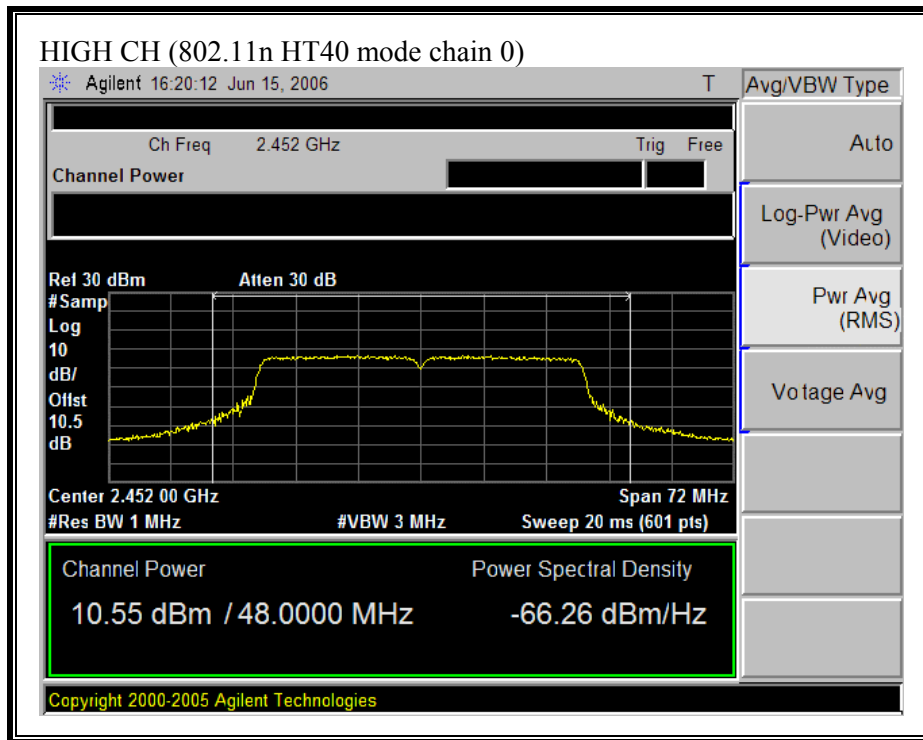 HIGH CH (802.11n HT40 mode chain 0)
Agilent 16:20:12 Jun 15, 2006 T
Avg/VBW Type
Ch Freq 2.452 GHz Trig Free
Channel Power
Auto
Log-Pwr Avg
(Video)
Pwr Avg
(RMS)
Voltage Avg
Ref 30 dBm Atten 30 dB
#Samp
Log
10
dB/
Offst
10.5
dB
Center 2.452 00 GHz Span 72 MHz
#Res BW 1 MHz #VBW 3 MHz Sweep 20 ms (601 pts)
Channel Power Power Spectral Density
10.55 dBm / 48.0000 MHz -66.26 dBm/Hz
Copyright 2000-2005 Agilent Technologies